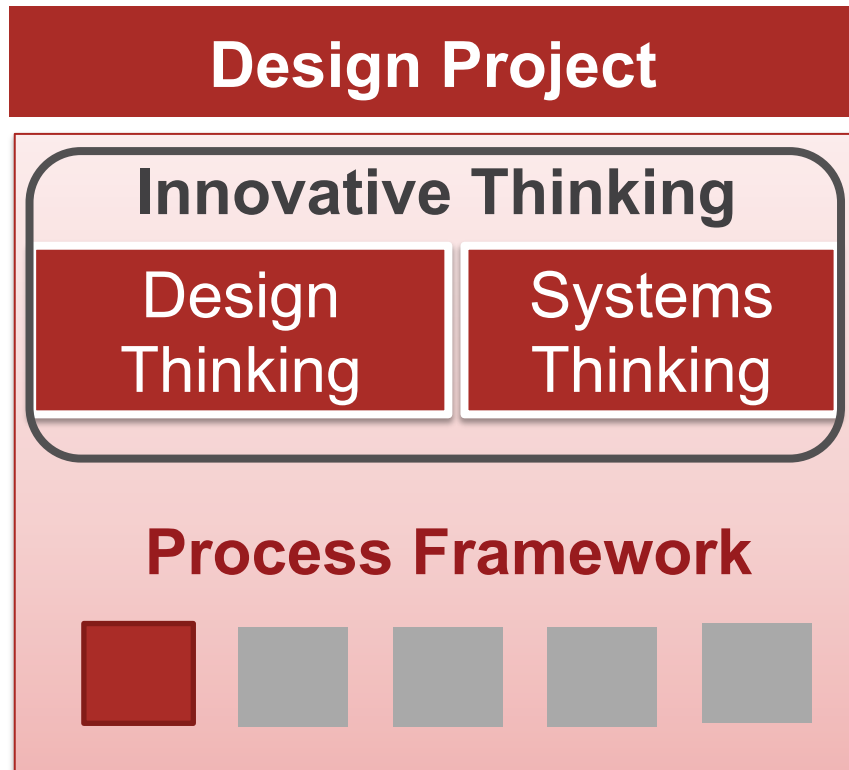 Design Project
Innovative Thinking
Design
Thinking
Systems
Thinking
Process Framework